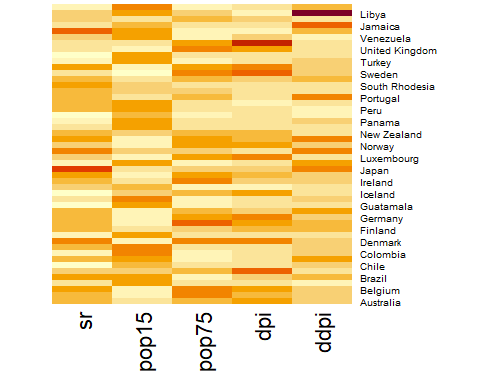 Libya
Jamaica
Venezuela
United Kingdom
Turkey
Sweden
South Rhodesia
Portugal
Peru
Panama
New Zealand
Norway
Luxembourg
Japan
Ireland
Iceland
Guatamala
Germany
Finland
Denmark
Colombia
Chile
Brazil
Belgium
Australia
sr
pop15
pop75
dpi
ddpi